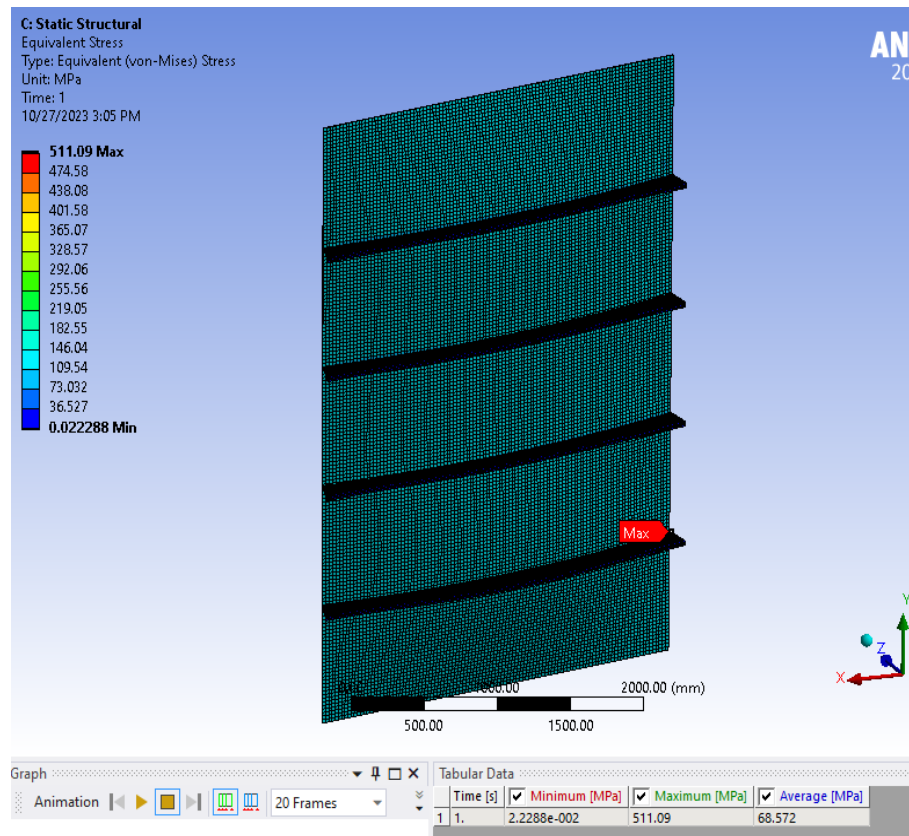 C: Static Structural
Equivalent Stress
Type: Equivalent (von-Mises) Stress
Unit: MPa
Time: 1
10/27/2023 3:05 PM
AN
20
511.09 Max
474.58
438.08
401.58
365.07
328.57
292.06
255.56
219.05
182.55
146.04
109.54
73.032
36.527
0.022288 Min
Max
Y
Z
X
2000.00 (mm)
500.00
1500.00
Graph
Animation
20 Frames
Tabular Data
Time [s] Minimum [MPa] Maximum [MPa] Average [MPa]
1 1. 2.2288e-002 511.09 68.572